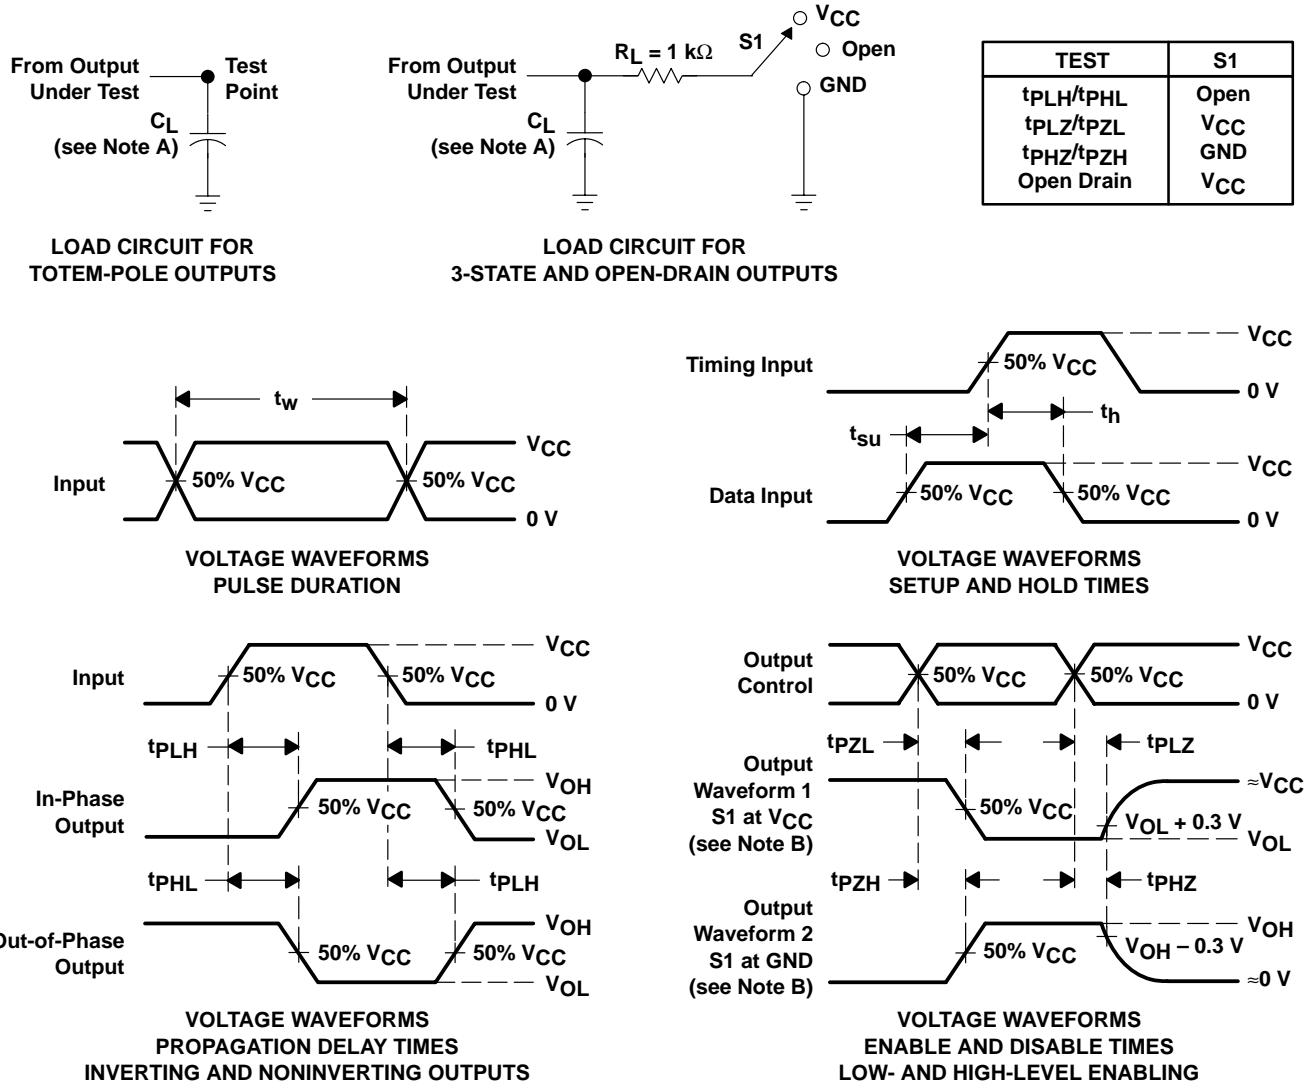 From Output
Under Test
Test
Point
CL
(see Note A)
LOAD CIRCUIT FOR
TOTEM-POLE OUTPUTS
From Output
Under Test
RL = 1 kΩ
S1
VCC
Open
GND
CL
(see Note A)
LOAD CIRCUIT FOR
3-STATE AND OPEN-DRAIN OUTPUTS
TEST S1
tPLH/tPHL Open
tPLZ/tPZL VCC
tPHZ/tPZH GND
Open Drain VCC
tw
Input
50% VCC
50% VCC
VCC
0 V
VOLTAGE WAVEFORMS
PULSE DURATION
Timing Input
50% VCC
VCC
0 V
th
tsu
Data Input
50% VCC
50% VCC
VCC
0 V
VOLTAGE WAVEFORMS
SETUP AND HOLD TIMES
Input
50% VCC
50% VCC
VCC
0 V
tPLH
tPHL
In-Phase
Output
50% VCC
50% VCC
VOH
VOL
tPHL
tPLH
Out-of-Phase
Output
50% VCC
50% VCC
VOH
VOL
VOLTAGE WAVEFORMS
PROPAGATION DELAY TIMES
INVERTING AND NONINVERTING OUTPUTS
Output
Control
50% VCC
50% VCC
VCC
0 V
tPZL
tPLZ
Output
Waveform 1
S1 at VCC
(see Note B)
50% VCC
VOL + 0.3 V
≈VCC
VOL
tPZH
tPHZ
Output
Waveform 2
S1 at GND
(see Note B)
50% VCC
VOH − 0.3 V
VOH
≈0 V
VOLTAGE WAVEFORMS
ENABLE AND DISABLE TIMES
LOW- AND HIGH-LEVEL ENABLING